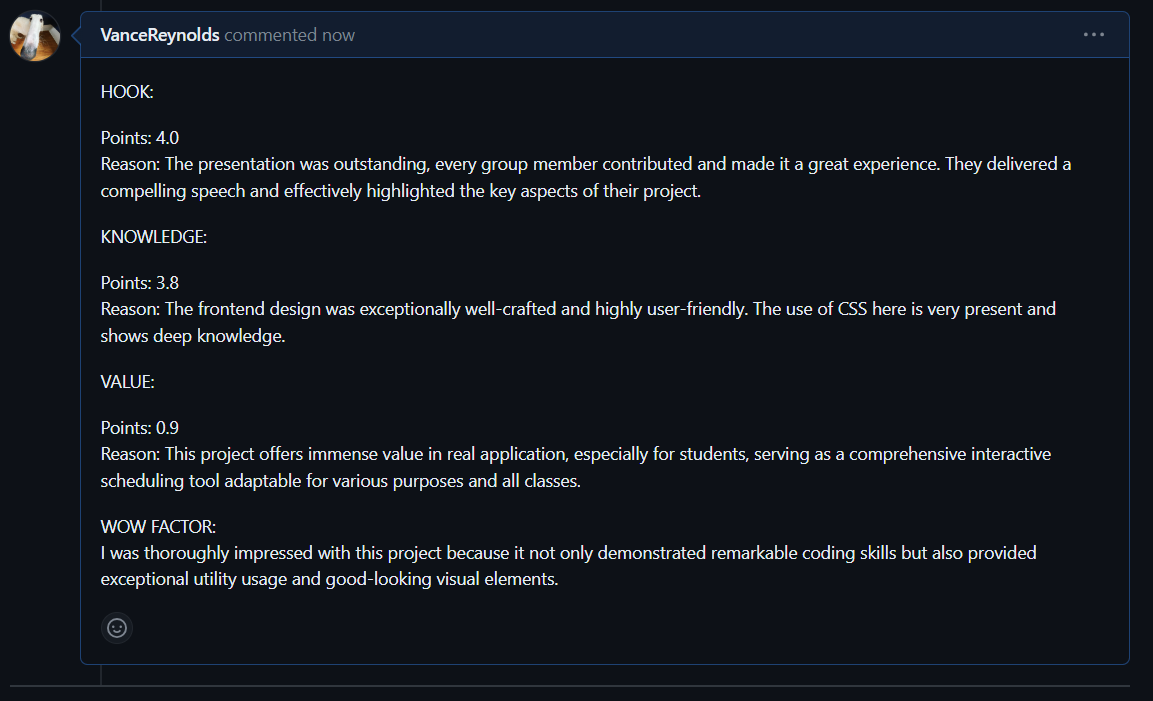 VanceReynolds commented now
HOOK:
Points: 4.0
Reason: The presentation was outstanding, every group member contributed and made it a great experience. They delivered a
compelling speech and effectively highlighted the key aspects of their project.
KNOWLEDGE:
Points: 3.8
Reason: The frontend design was exceptionally well-crafted and highly user-friendly. The use of CSS here is very present and
shows deep knowledge.
VALUE:
Points: 0.9
Reason: This project offers immense value in real application, especially for students, serving as a comprehensive interactive
scheduling tool adaptable for various purposes and all classes.
WOW FACTOR:
I was thoroughly impressed with this project because it not only demonstrated remarkable coding skills but also provided
exceptional utility usage and good-looking visual elements.